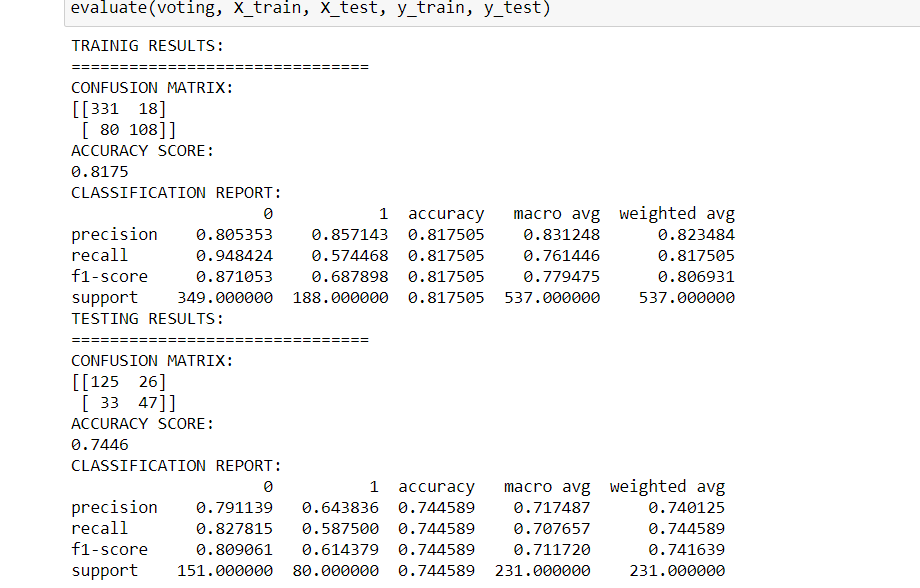 evaluate(voting, X_train, X_test, y_train, y_test)
TRAINIG RESULTS:
===============================
CONFUSION MATRIX:
[[331  18]
 [ 80 108]]
ACCURACY SCORE:
0.8175
CLASSIFICATION REPORT:
                    0           1  accuracy   macro avg  weighted avg
precision    0.805353    0.857143  0.817505    0.831248      0.823484
recall       0.948424    0.574468  0.817505    0.761446      0.817505
f1-score     0.871053    0.687898  0.817505    0.779475      0.806931
support    349.000000  188.000000  0.817505  537.000000    537.000000
TESTING RESULTS:
===============================
CONFUSION MATRIX:
[[125  26]
 [ 33  47]]
ACCURACY SCORE:
0.7446
CLASSIFICATION REPORT:
                    0          1  accuracy   macro avg  weighted avg
precision    0.791139   0.643836  0.744589    0.717487      0.740125
recall       0.827815   0.587500  0.744589    0.707657      0.744589
f1-score     0.809061   0.614379  0.744589    0.711720      0.741639
support    151.000000  80.000000  0.744589  231.000000    231.000000